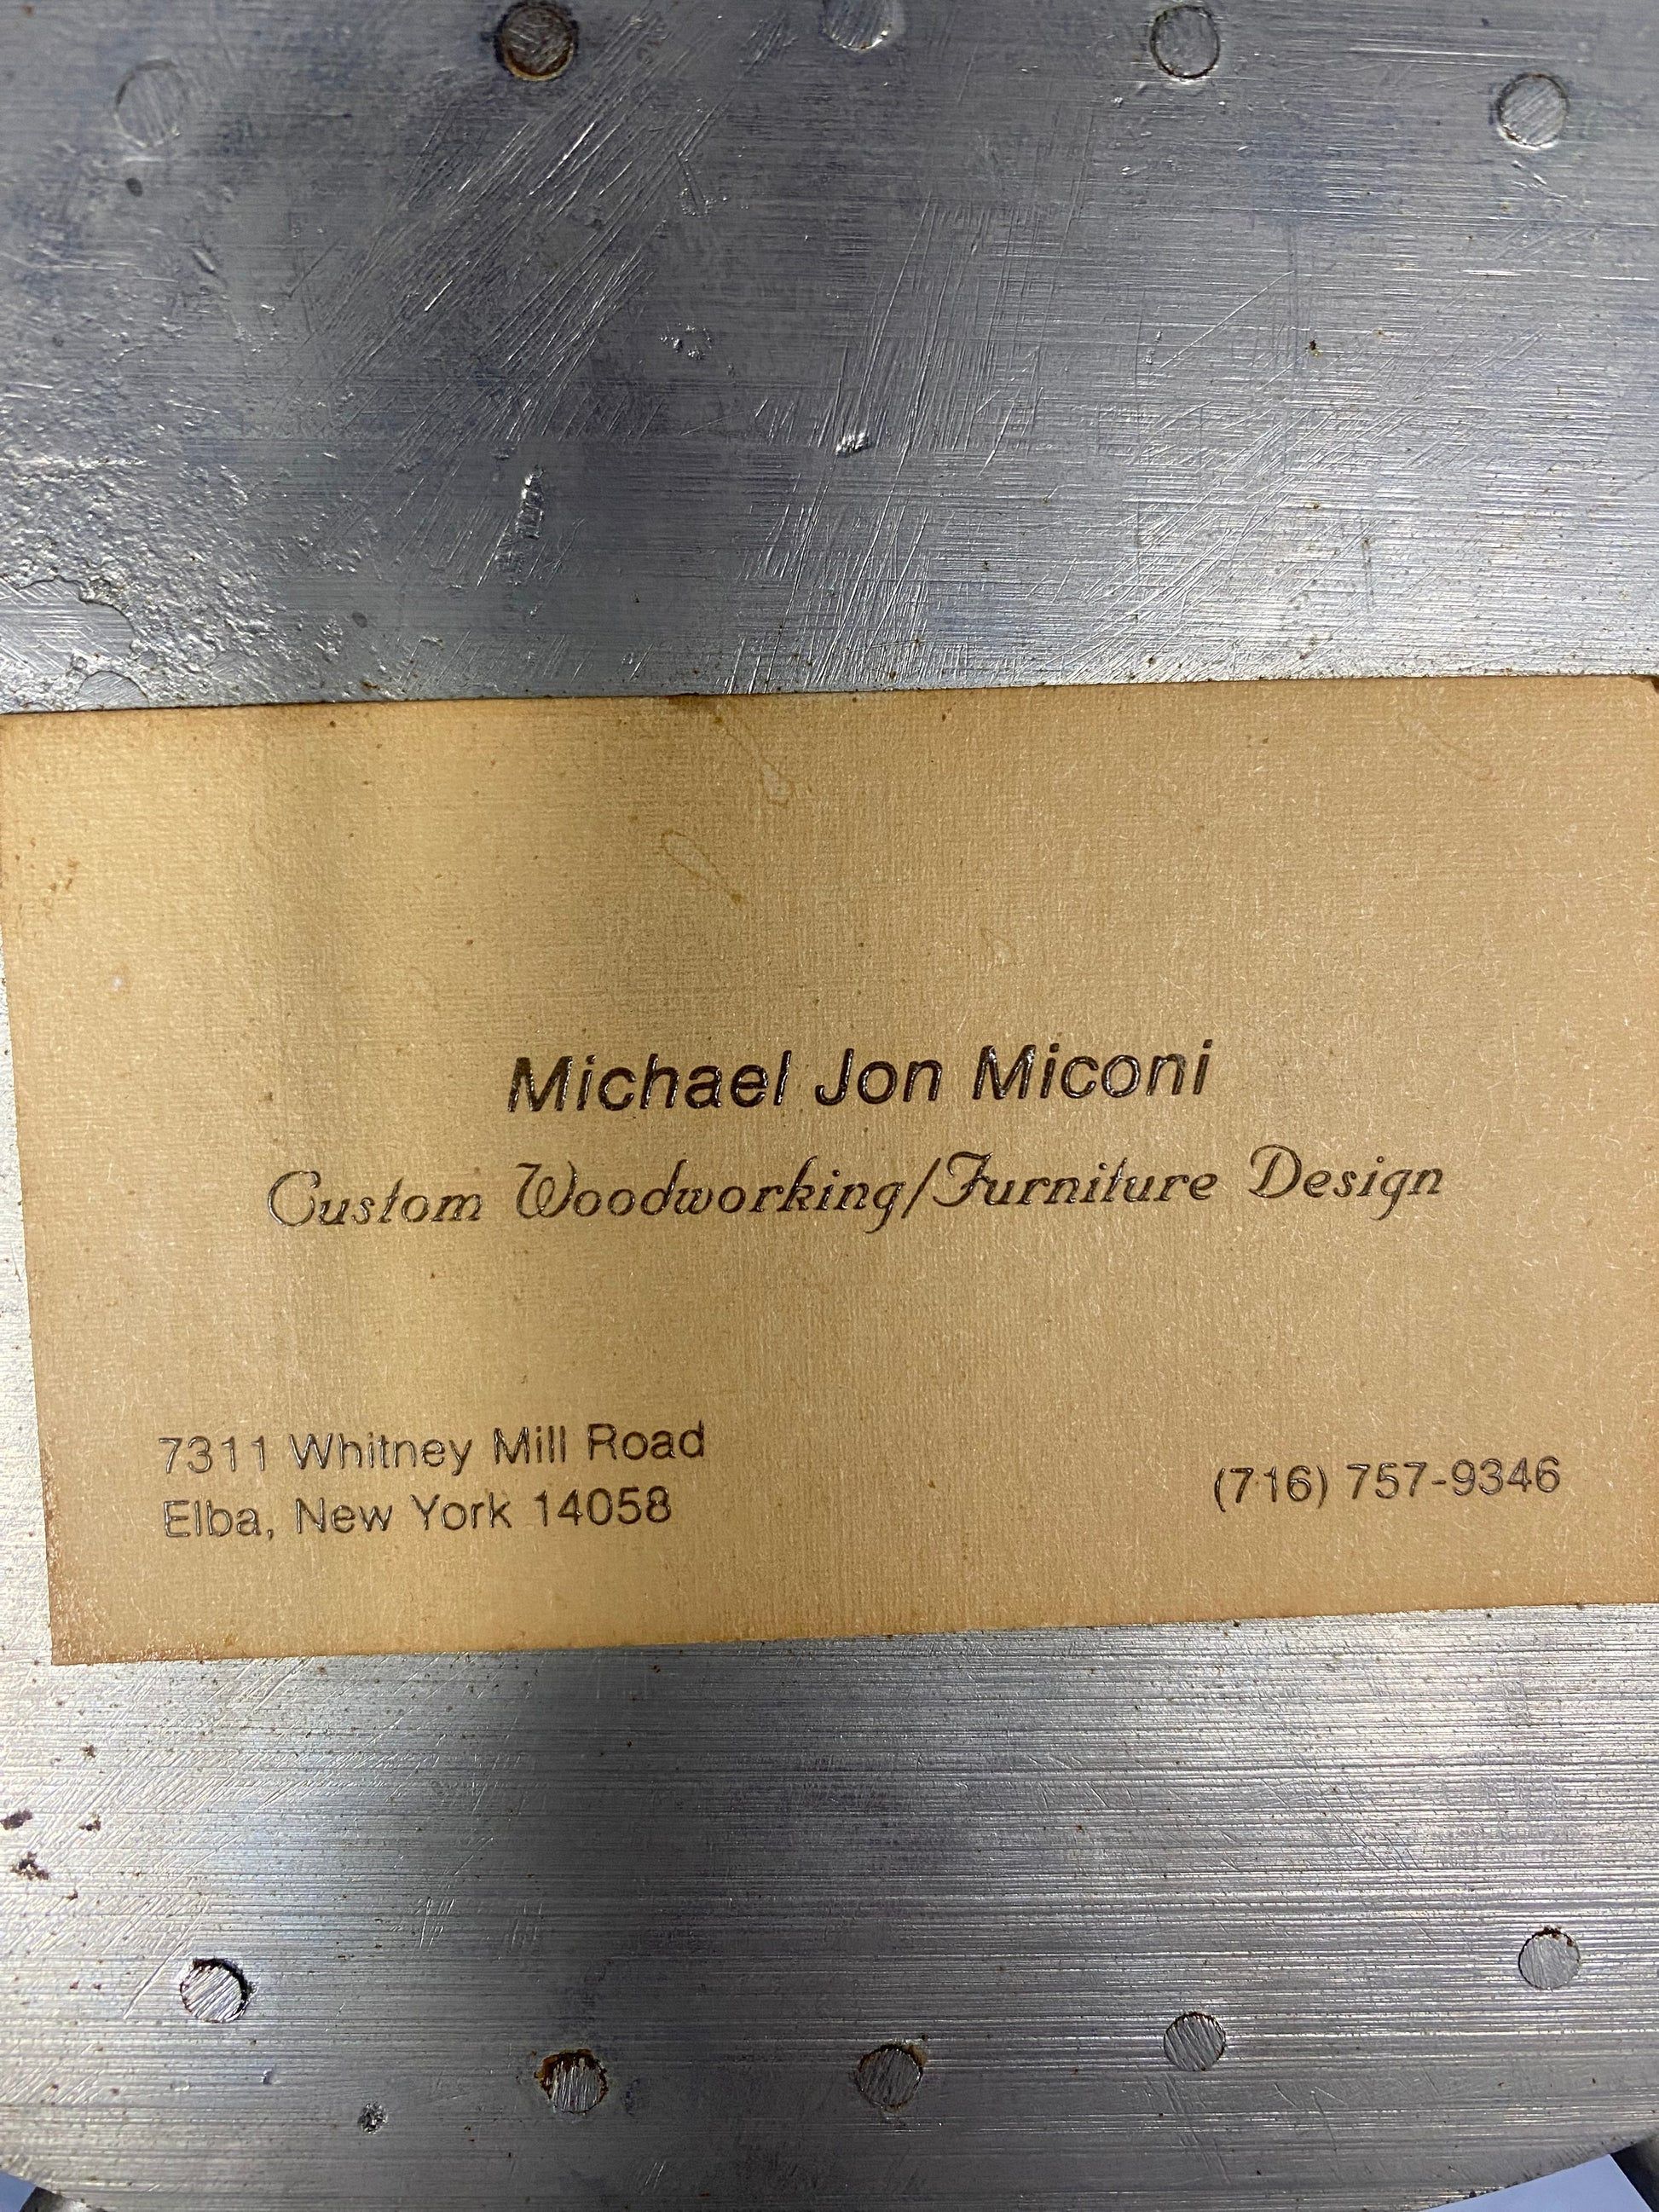 Michael Jon Miconi
Custom Woodworking/Furniture Design
7311 Whitney Mill Road
Elba, New York 14058
(716) 757-9346